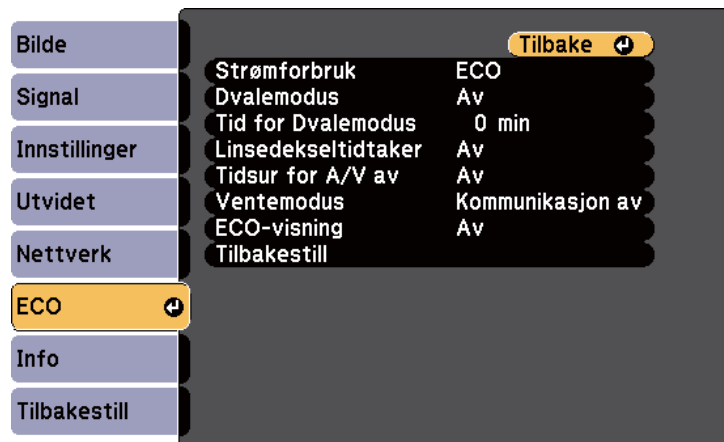 Bilde
Signal
Innstillinger
Utvidet
Nettverk
ECO
Info
Tilbakestill
Tilbake
Strømforbruk ECO
Dvalemodus Av
Tid for Dvalemodus 0 min
Linsedekseltidtaker Av
Tidsur for A/V av Av
Ventemodus Kommunikasjon av
ECO-visning Av
Tilbakestill